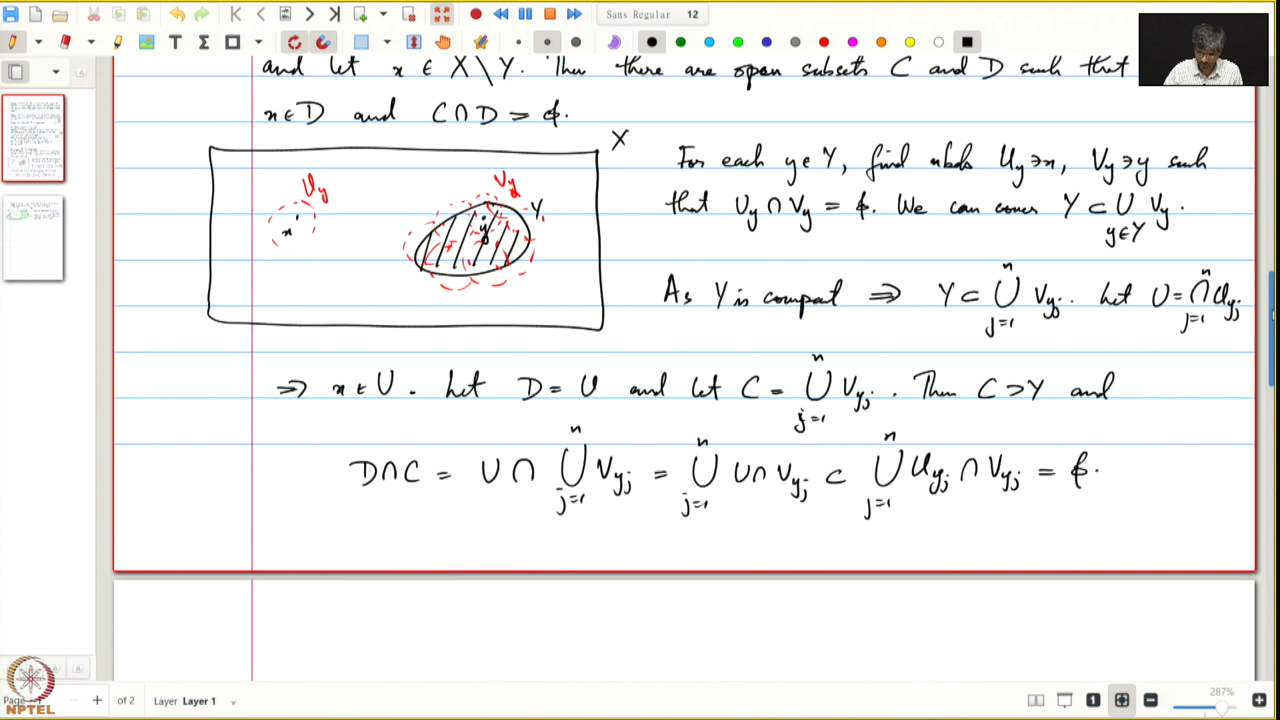 Sans Regular 12
and let x ∈ X \ Y. Then there are open subsets C and D such that
x ∈ D and C ∩ D = ϕ.
X
U_y
x
V_y
y
Y
For each y ∈ Y, find nbds U_y ∋ x, V_y ∋ y such
that U_y ∩ V_y = ϕ. We can cover Y ⊂ ∪_{y∈Y} V_y.
As Y is compact ⇒ Y ⊂ ∪_{j=1}^{n} V_{y_j}. Let U = ∩_{j=1}^{n} U_{y_j}
⇒ x ∈ U. Let D = U and let C = ∪_{j=1}^{n} V_{y_j}. Then C ⊃ Y and
D ∩ C = U ∩ ∪_{j=1}^{n} V_{y_j} = ∪_{j=1}^{n} U ∩ V_{y_j} ⊂ ∪_{j=1}^{n} U_{y_j} ∩ V_{y_j} = ϕ.
NPTEL
Page
of 2
Layer Layer 1
287%